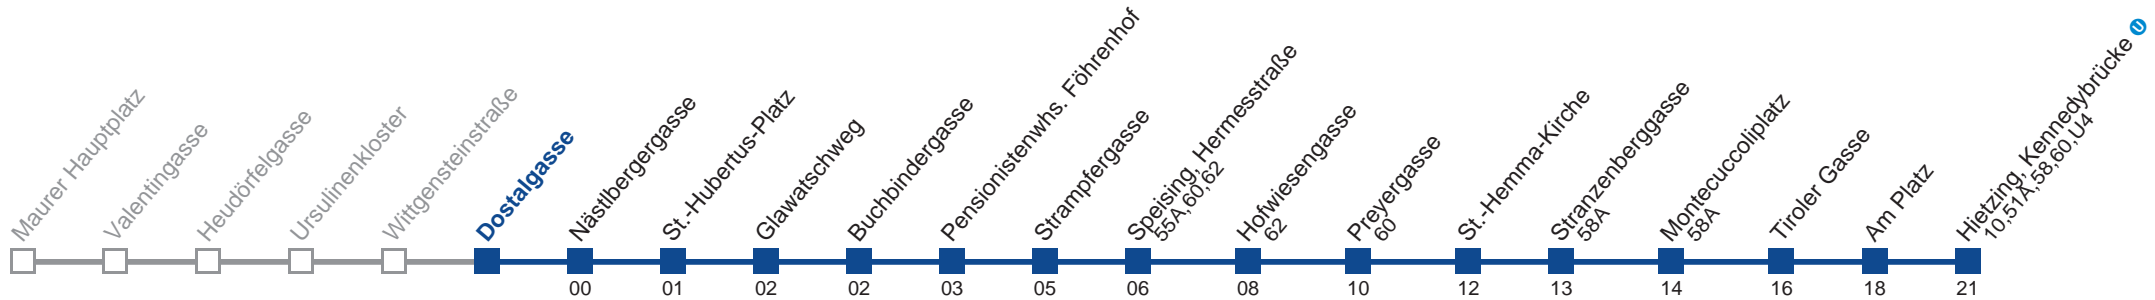 Maurer Hauptplatz
Valentingasse
Heudörfelgasse
Ursulinenkloster
Wittgensteinstraße
Dostalgasse
Nästlbergergasse
St.-Hubertus-Platz
Glawatschweg
Buchbindergasse
Pensionistenwhs. Föhrenhof
Strampfergasse
Speising, Hermesstraße
55A,60,62
Hofwiesengasse
62
Preyergasse
60
St.-Hemma-Kirche
Stranzenberggasse
58A
Montecuccoliplatz
58A
Tiroler Gasse
Am Platz
Hietzing, Kennedybrücke U
10,51A,58,60,U4
00 01 02 02 03 05 06 08 10 12 13 14 16 18 21